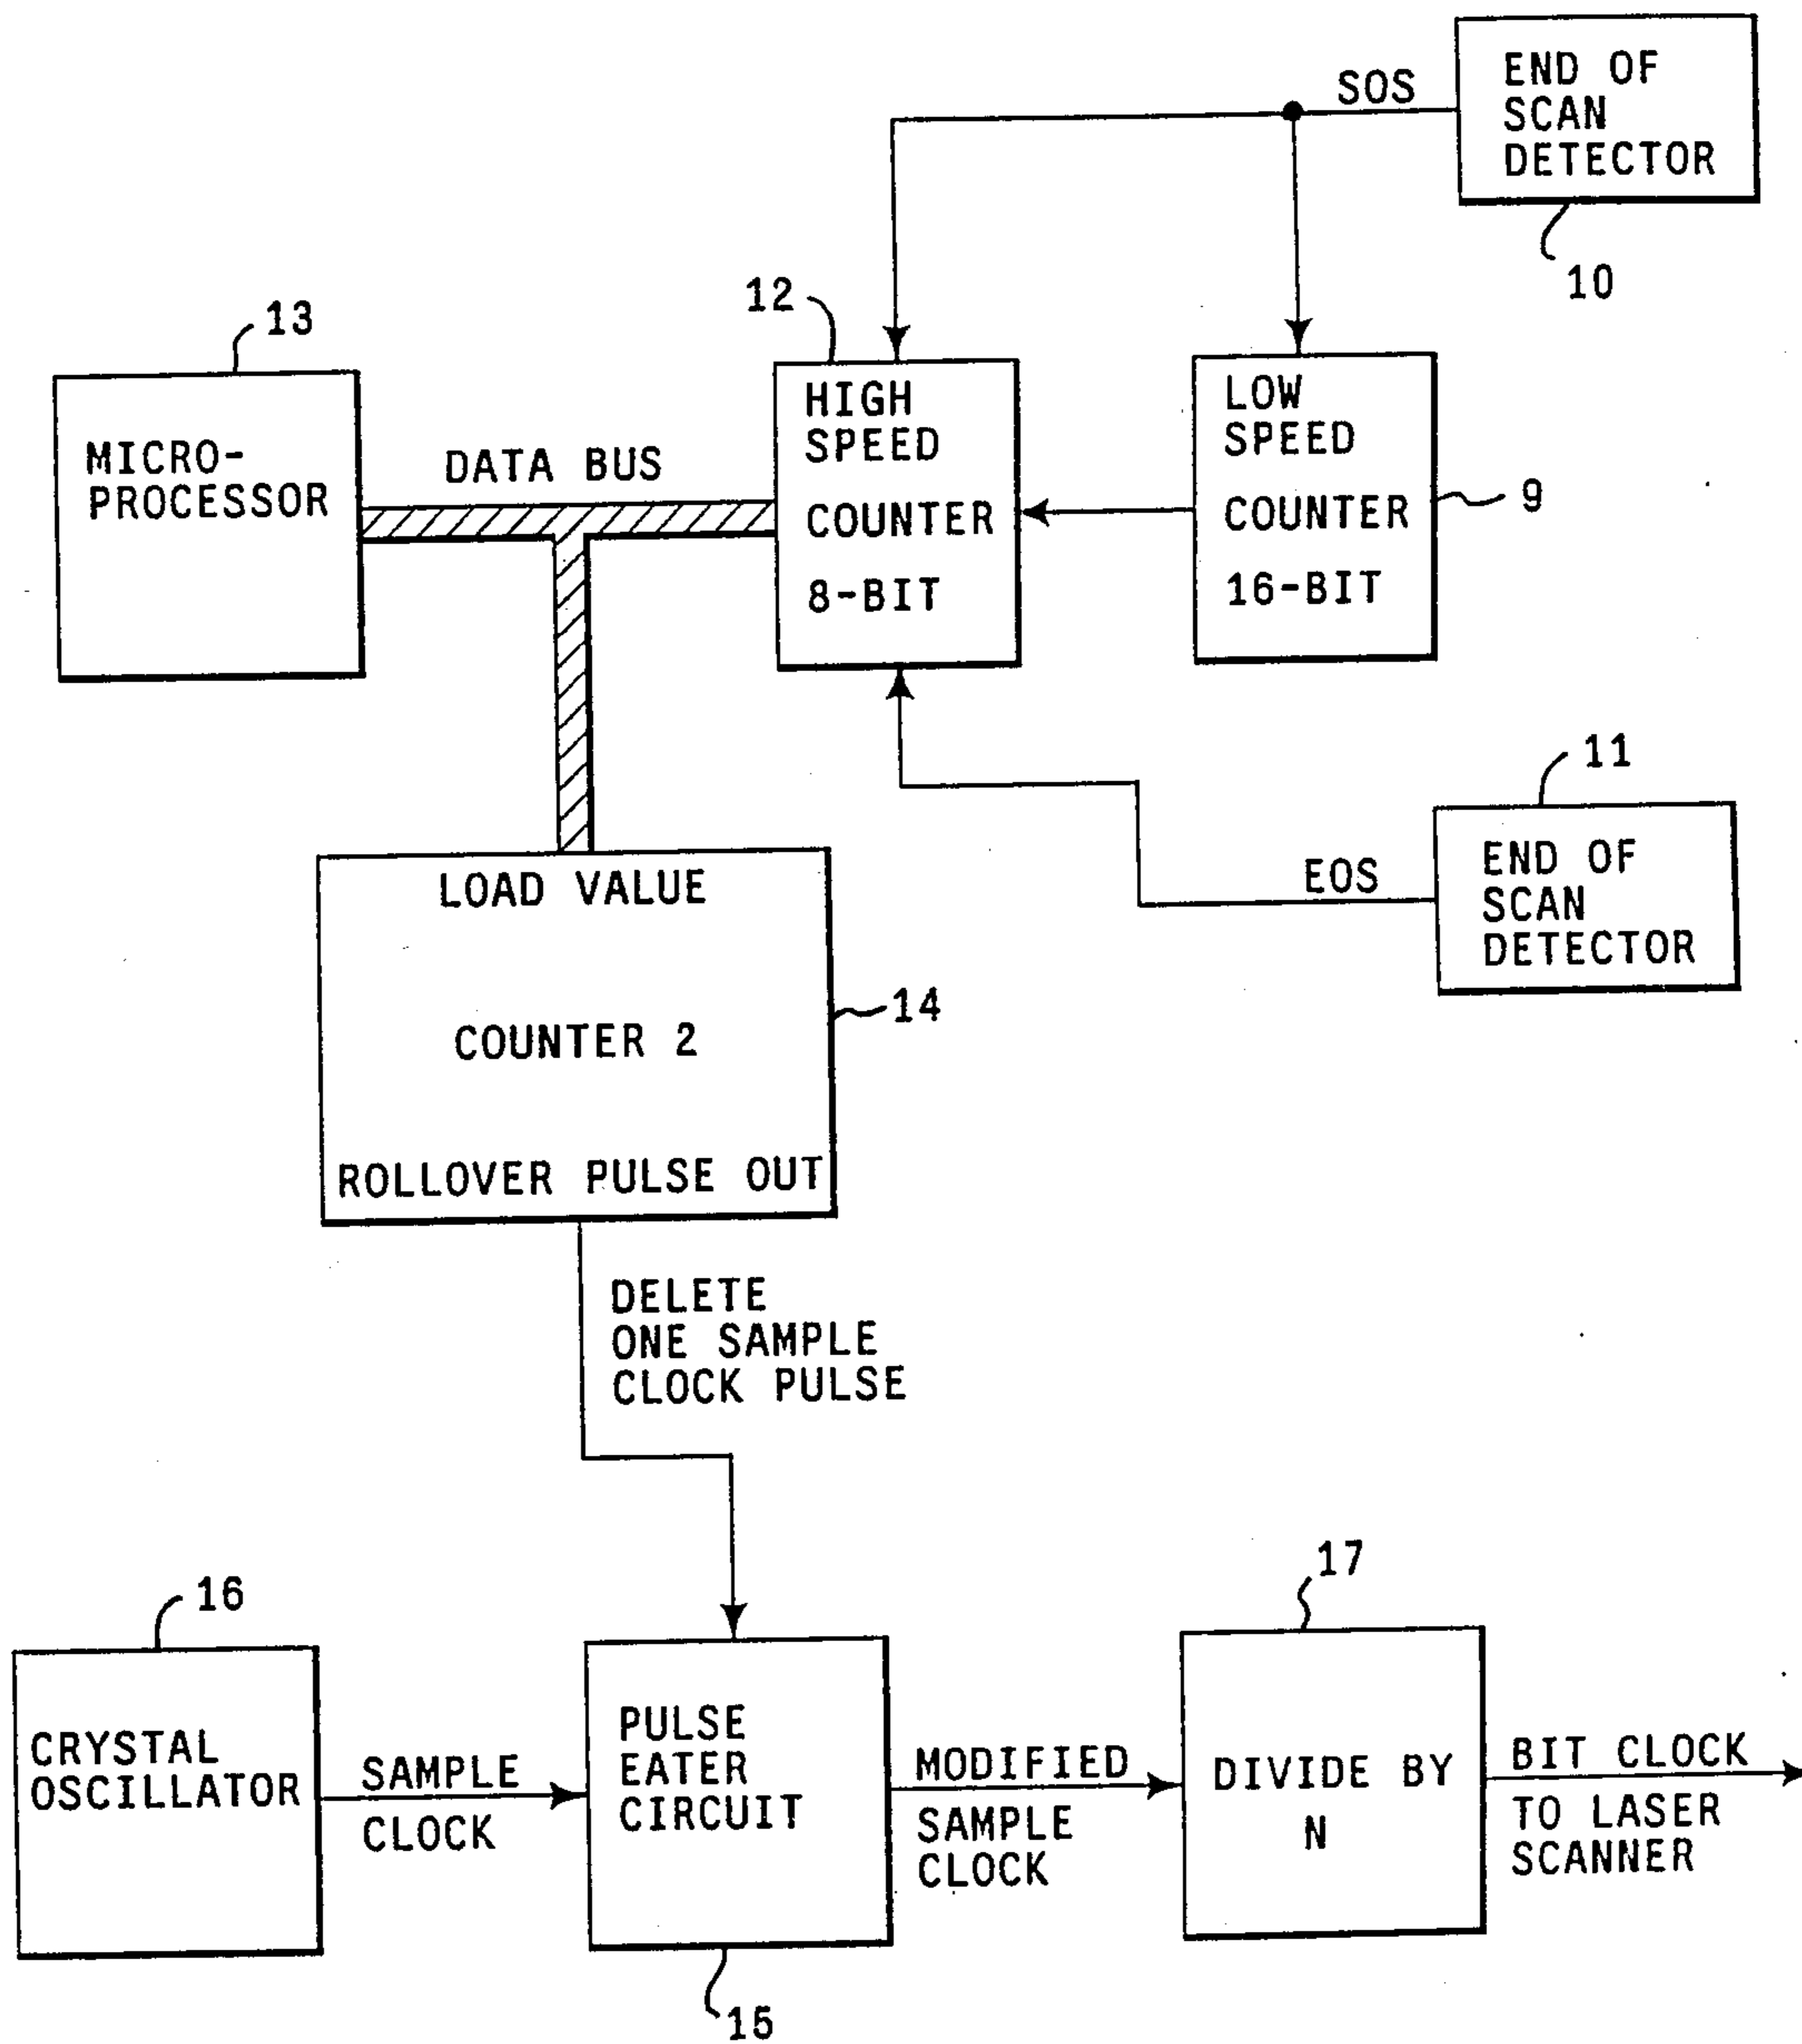 SOS
END OF
SCAN
DETECTOR
10
13
12
MICRO-
PROCESSOR
DATA BUS
HIGH
SPEED
COUNTER
8-BIT
LOW
SPEED
COUNTER
16-BIT
9
11
EOS
END OF
SCAN
DETECTOR
LOAD VALUE
COUNTER 2
ROLLOVER PULSE OUT
14
DELETE
ONE SAMPLE
CLOCK PULSE
16
17
CRYSTAL
OSCILLATOR
SAMPLE
CLOCK
PULSE
EATER
CIRCUIT
MODIFIED
SAMPLE
CLOCK
DIVIDE BY
N
BIT CLOCK
TO LASER
SCANNER
15